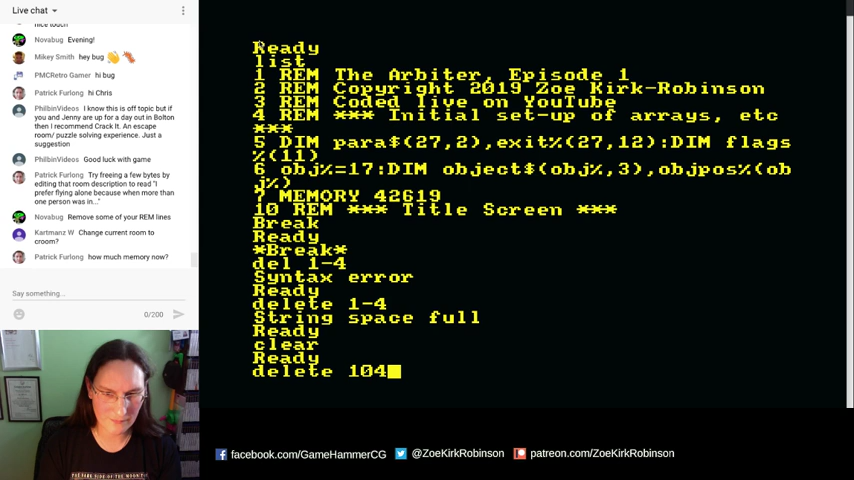 Live chat
nice touch
Novabug Evening!
Mikey Smith hey bug
PMCRetro Gamer hi bug
Patrick Furlong hi Chris
PhilbinVideos I know this is off topic but if
you and Jenny are up for a day out in Bolton
then I recommend Crack It. An escape
room/ puzzle solving experience. Just a
suggestion
PhilbinVideos Good luck with game
Patrick Furlong Try freeing a few bytes by
editing that room description to read "I
prefer flying alone because when more
than one person was in..."
Novabug Remove some of your REM lines
Kartmanz W Change current room to
croom?
Patrick Furlong how much memory now?
Say something...
0/200
Ready
list
1 REM The Arbiter, Episode 1
2 REM Copyright 2019 Zoe Kirk-Robinson
3 REM Coded live on YouTube
4 REM *** Initial set-up of arrays, etc
***
5 DIM para$(27,2),exit%(27,12):DIM flags
%(11)
6 obj%=17:DIM object$(obj%,3),objpos%(ob
j%)
7 MEMORY 42619
10 REM *** Title Screen ***
Break
Ready
*Break*
del 1-4
Syntax error
Ready
delete 1-4
String space full
Ready
clear
Ready
delete 104
facebook.com/GameHammerCG @ZoeKirkRobinson patreon.com/ZoeKirkRobinson